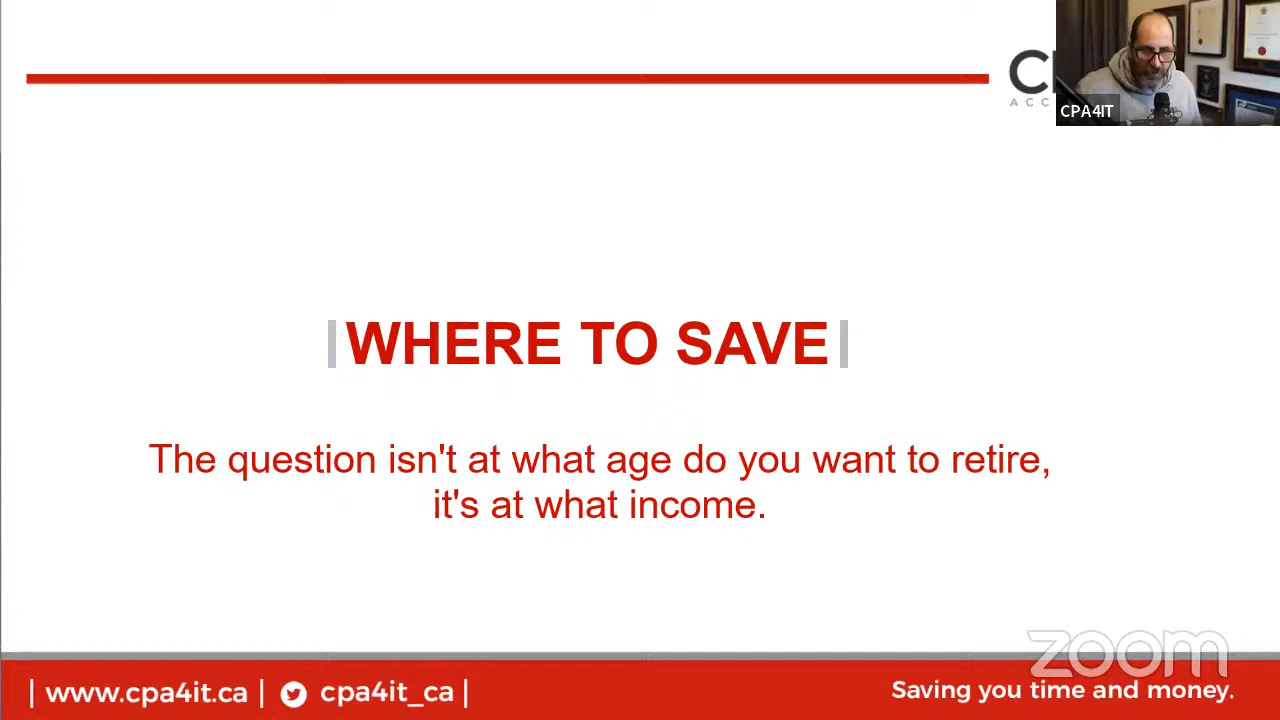 CPA4IT
WHERE TO SAVE
The question isn't at what age do you want to retire,
it's at what income.
zoom
| www.cpa4it.ca | cpa4it_ca |
Saving you time and money.